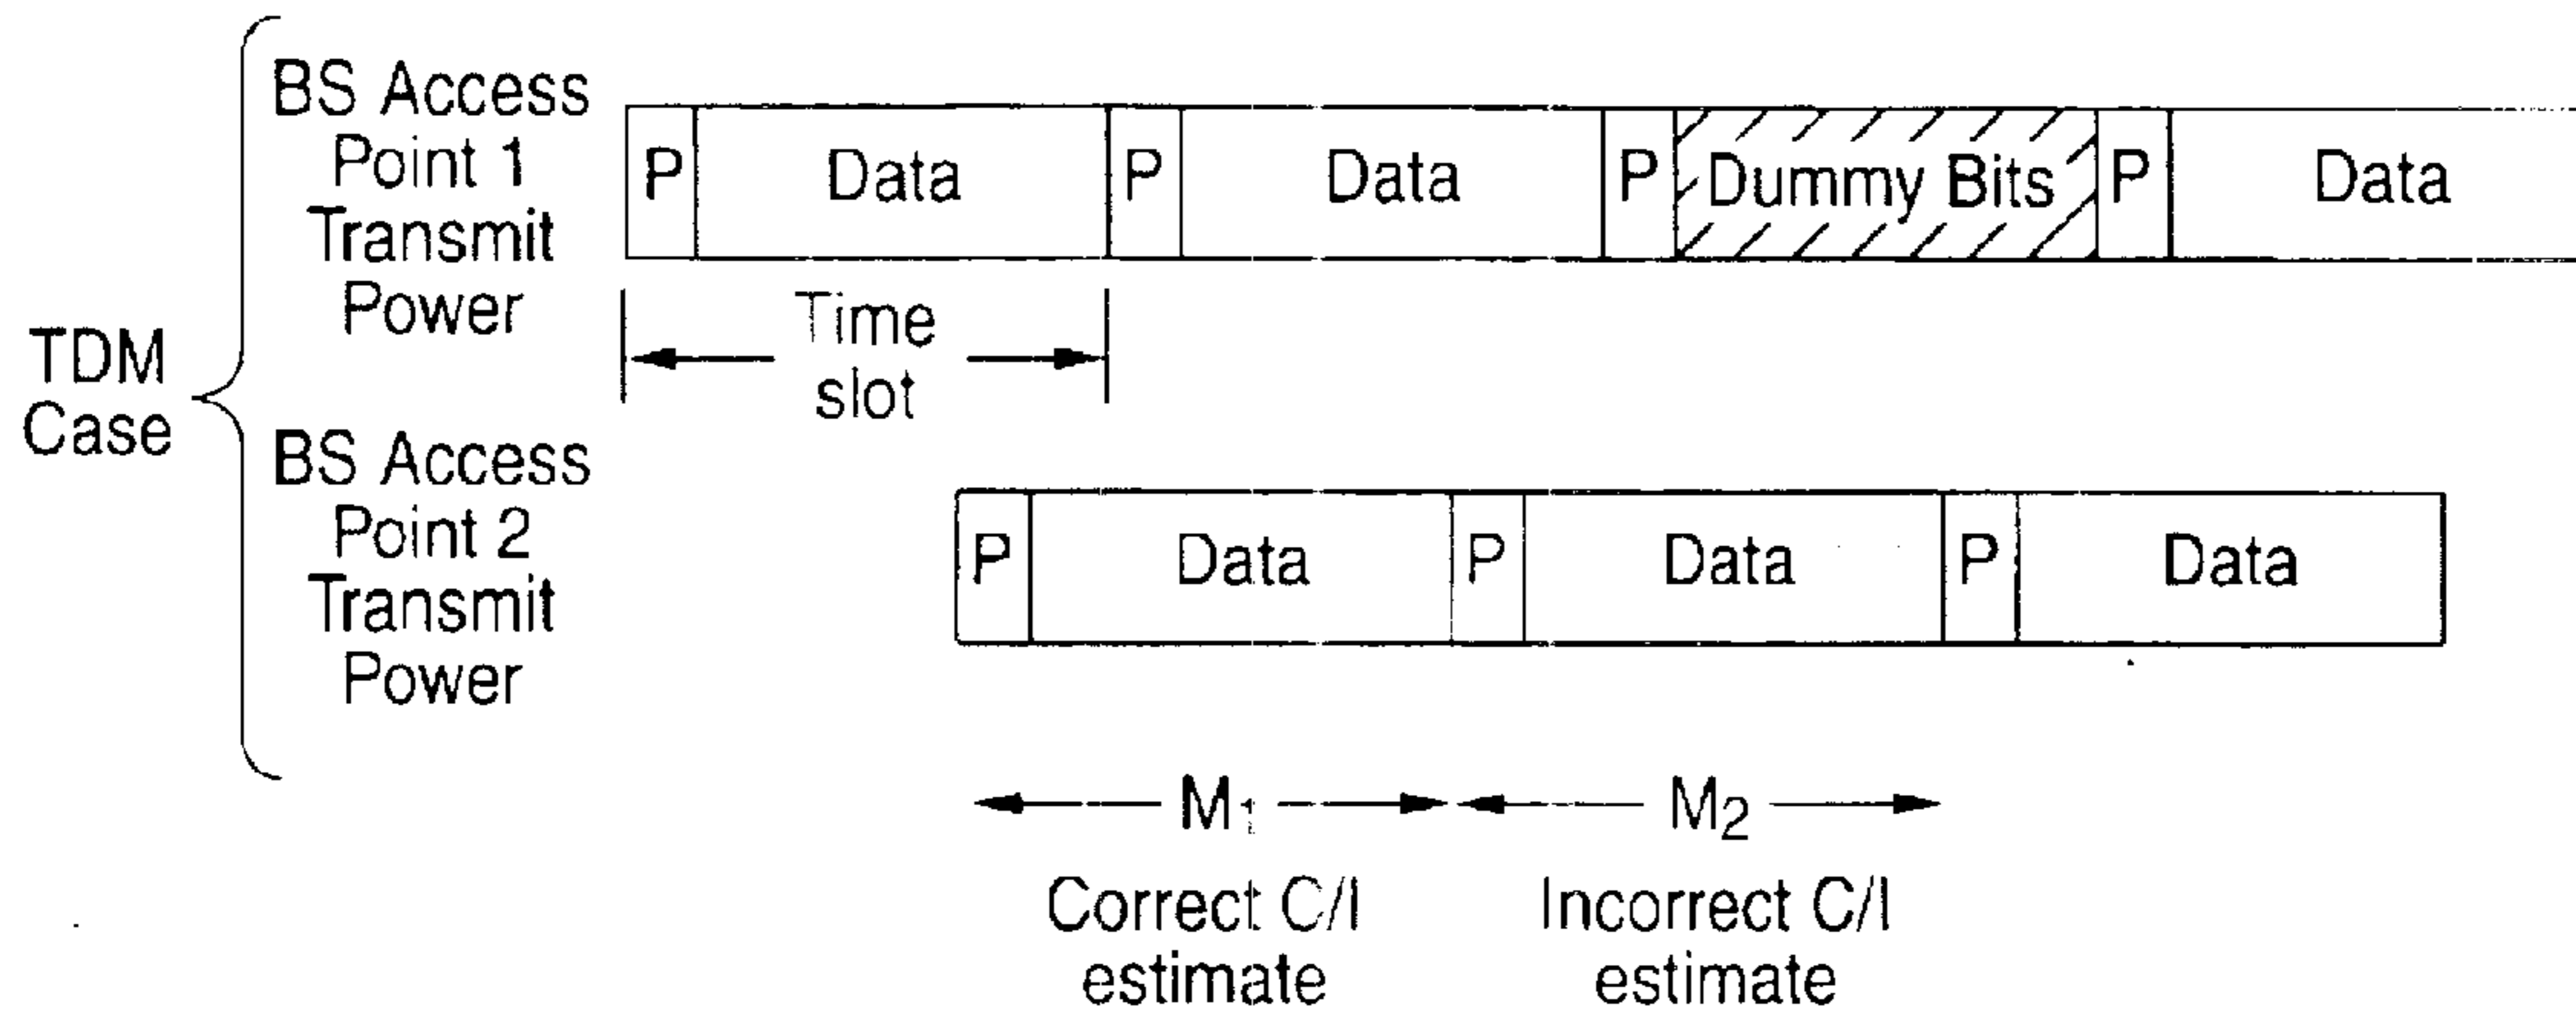 TDM
Case
BS Access
Point 1
Transmit
Power
P Data P Data P Dummy Bits P Data
Time
slot
BS Access
Point 2
Transmit
Power
P Data P Data P Data
M1 M2
Correct C/I
estimate
Incorrect C/I
estimate